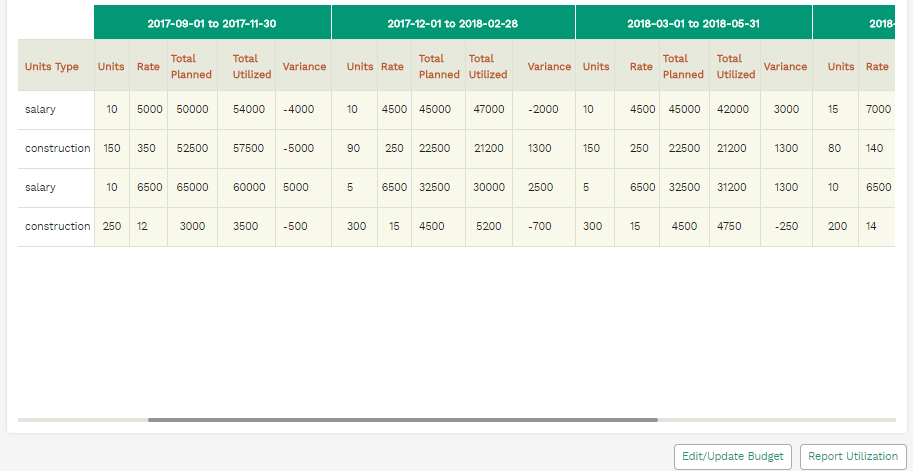 2017-09-01 to 2017-11-30 2017-12-01 to 2018-02-28 2018-03-01 to 2018-05-31 2018-
Units Type Units Rate Total Planned Total Utilized Variance Units Rate Total Planned Total Utilized Variance Units Rate Total Planned Total Utilized Variance Units Rate
salary 10 5000 50000 54000 -4000 10 4500 45000 47000 -2000 10 4500 45000 42000 3000 15 7000
construction 150 350 52500 57500 -5000 90 250 22500 21200 1300 150 250 22500 21200 1300 80 140
salary 10 6500 65000 60000 5000 5 6500 32500 30000 2500 5 6500 32500 31200 1300 10 6500
construction 250 12 3000 3500 -500 300 15 4500 5200 -700 300 15 4500 4750 -250 200 14
Edit/Update Budget Report Utilization